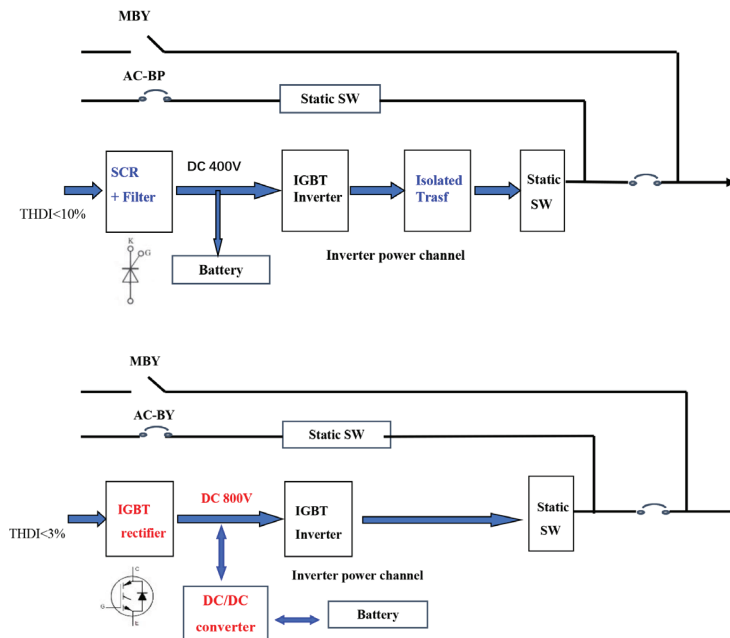 MBY
AC-BP
Static SW
SCR
+ Filter
DC 400V
IGBT
Inverter
Isolated
Trasf
Static
SW
THDI<10%
K
G
Battery
Inverter power channel
MBY
AC-BY
Static SW
IGBT
rectifier
DC 800V
IGBT
Inverter
Static
SW
THDI<3%
C
G
E
Inverter power channel
DC/DC
converter
Battery